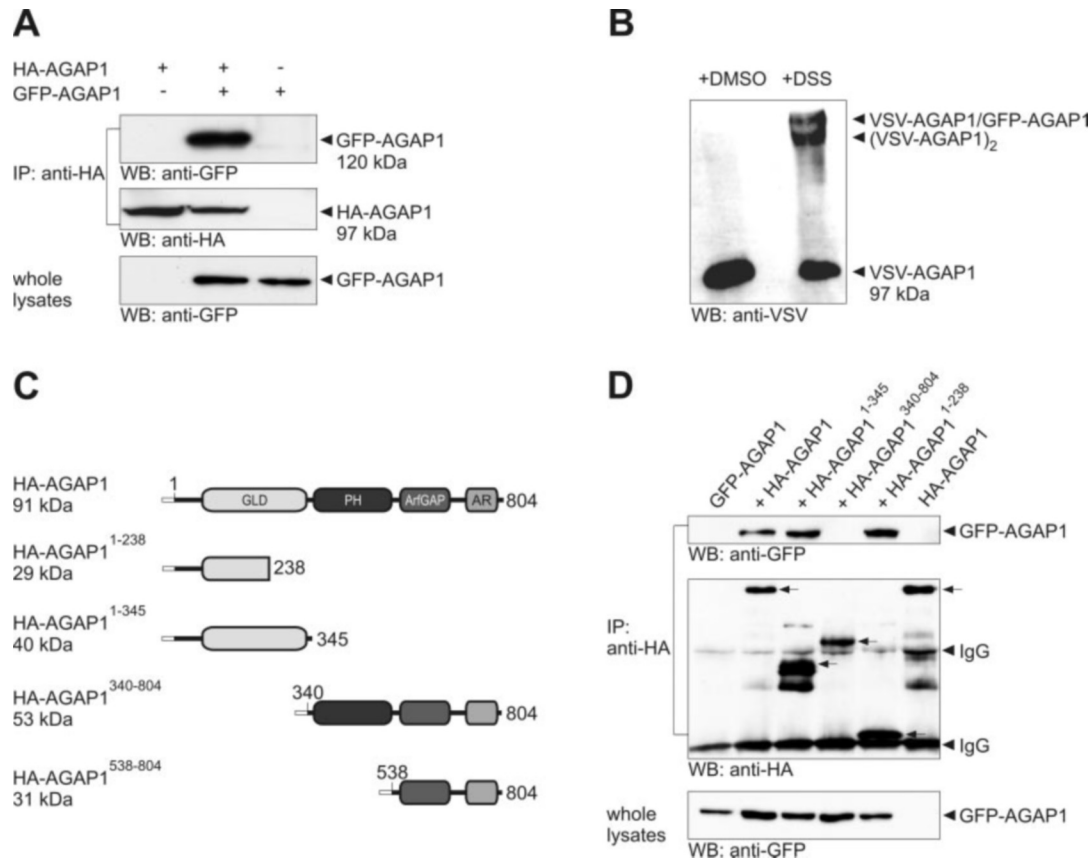 A
HA-AGAP1 + + -
GFP-AGAP1 - + +
GFP-AGAP1
120 kDa
IP: anti-HA
WB: anti-GFP
HA-AGAP1
97 kDa
WB: anti-HA
whole
lysates
GFP-AGAP1
WB: anti-GFP
B
+DMSO +DSS
VSV-AGAP1/GFP-AGAP1
(VSV-AGAP1)2
VSV-AGAP1
97 kDa
WB: anti-VSV
C
HA-AGAP1
91 kDa
1 GLD PH ArfGAP AR 804
HA-AGAP1 1-238
29 kDa
238
HA-AGAP1 1-345
40 kDa
345
HA-AGAP1 340-804
53 kDa
340 804
HA-AGAP1 538-804
31 kDa
538 804
D
GFP-AGAP1
+ HA-AGAP1
+ HA-AGAP1 1-345
+ HA-AGAP1 340-804
+ HA-AGAP1 1-238
HA-AGAP1
GFP-AGAP1
WB: anti-GFP
IP:
anti-HA
IgG
IgG
WB: anti-HA
whole
lysates
GFP-AGAP1
WB: anti-GFP